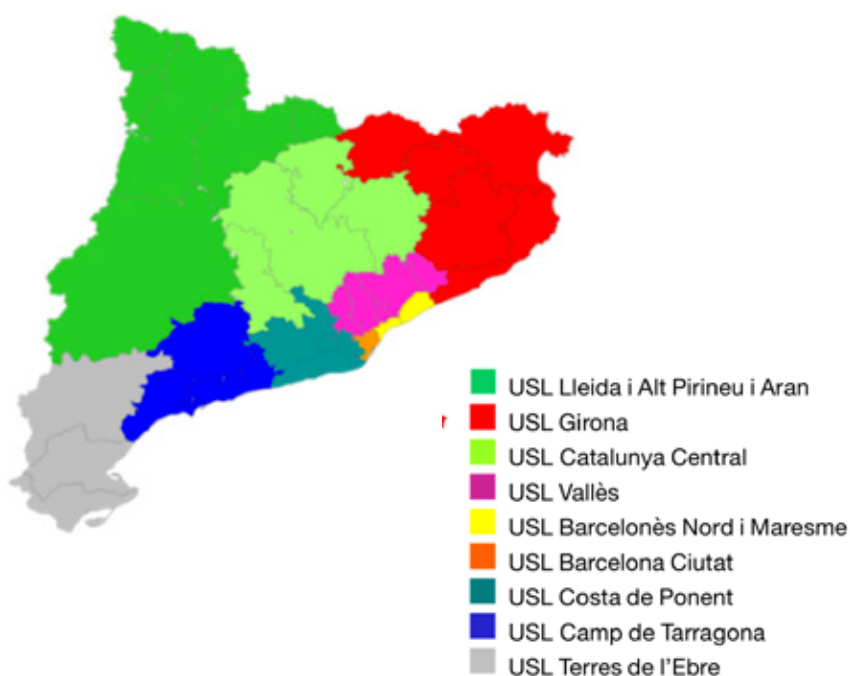 USL Lleida i Alt Pirineu i Aran
USL Girona
USL Catalunya Central
USL Vallès
USL Barcelonès Nord i Maresme
USL Barcelona Ciutat
USL Costa de Ponent
USL Camp de Tarragona
USL Terres de l'Ebre